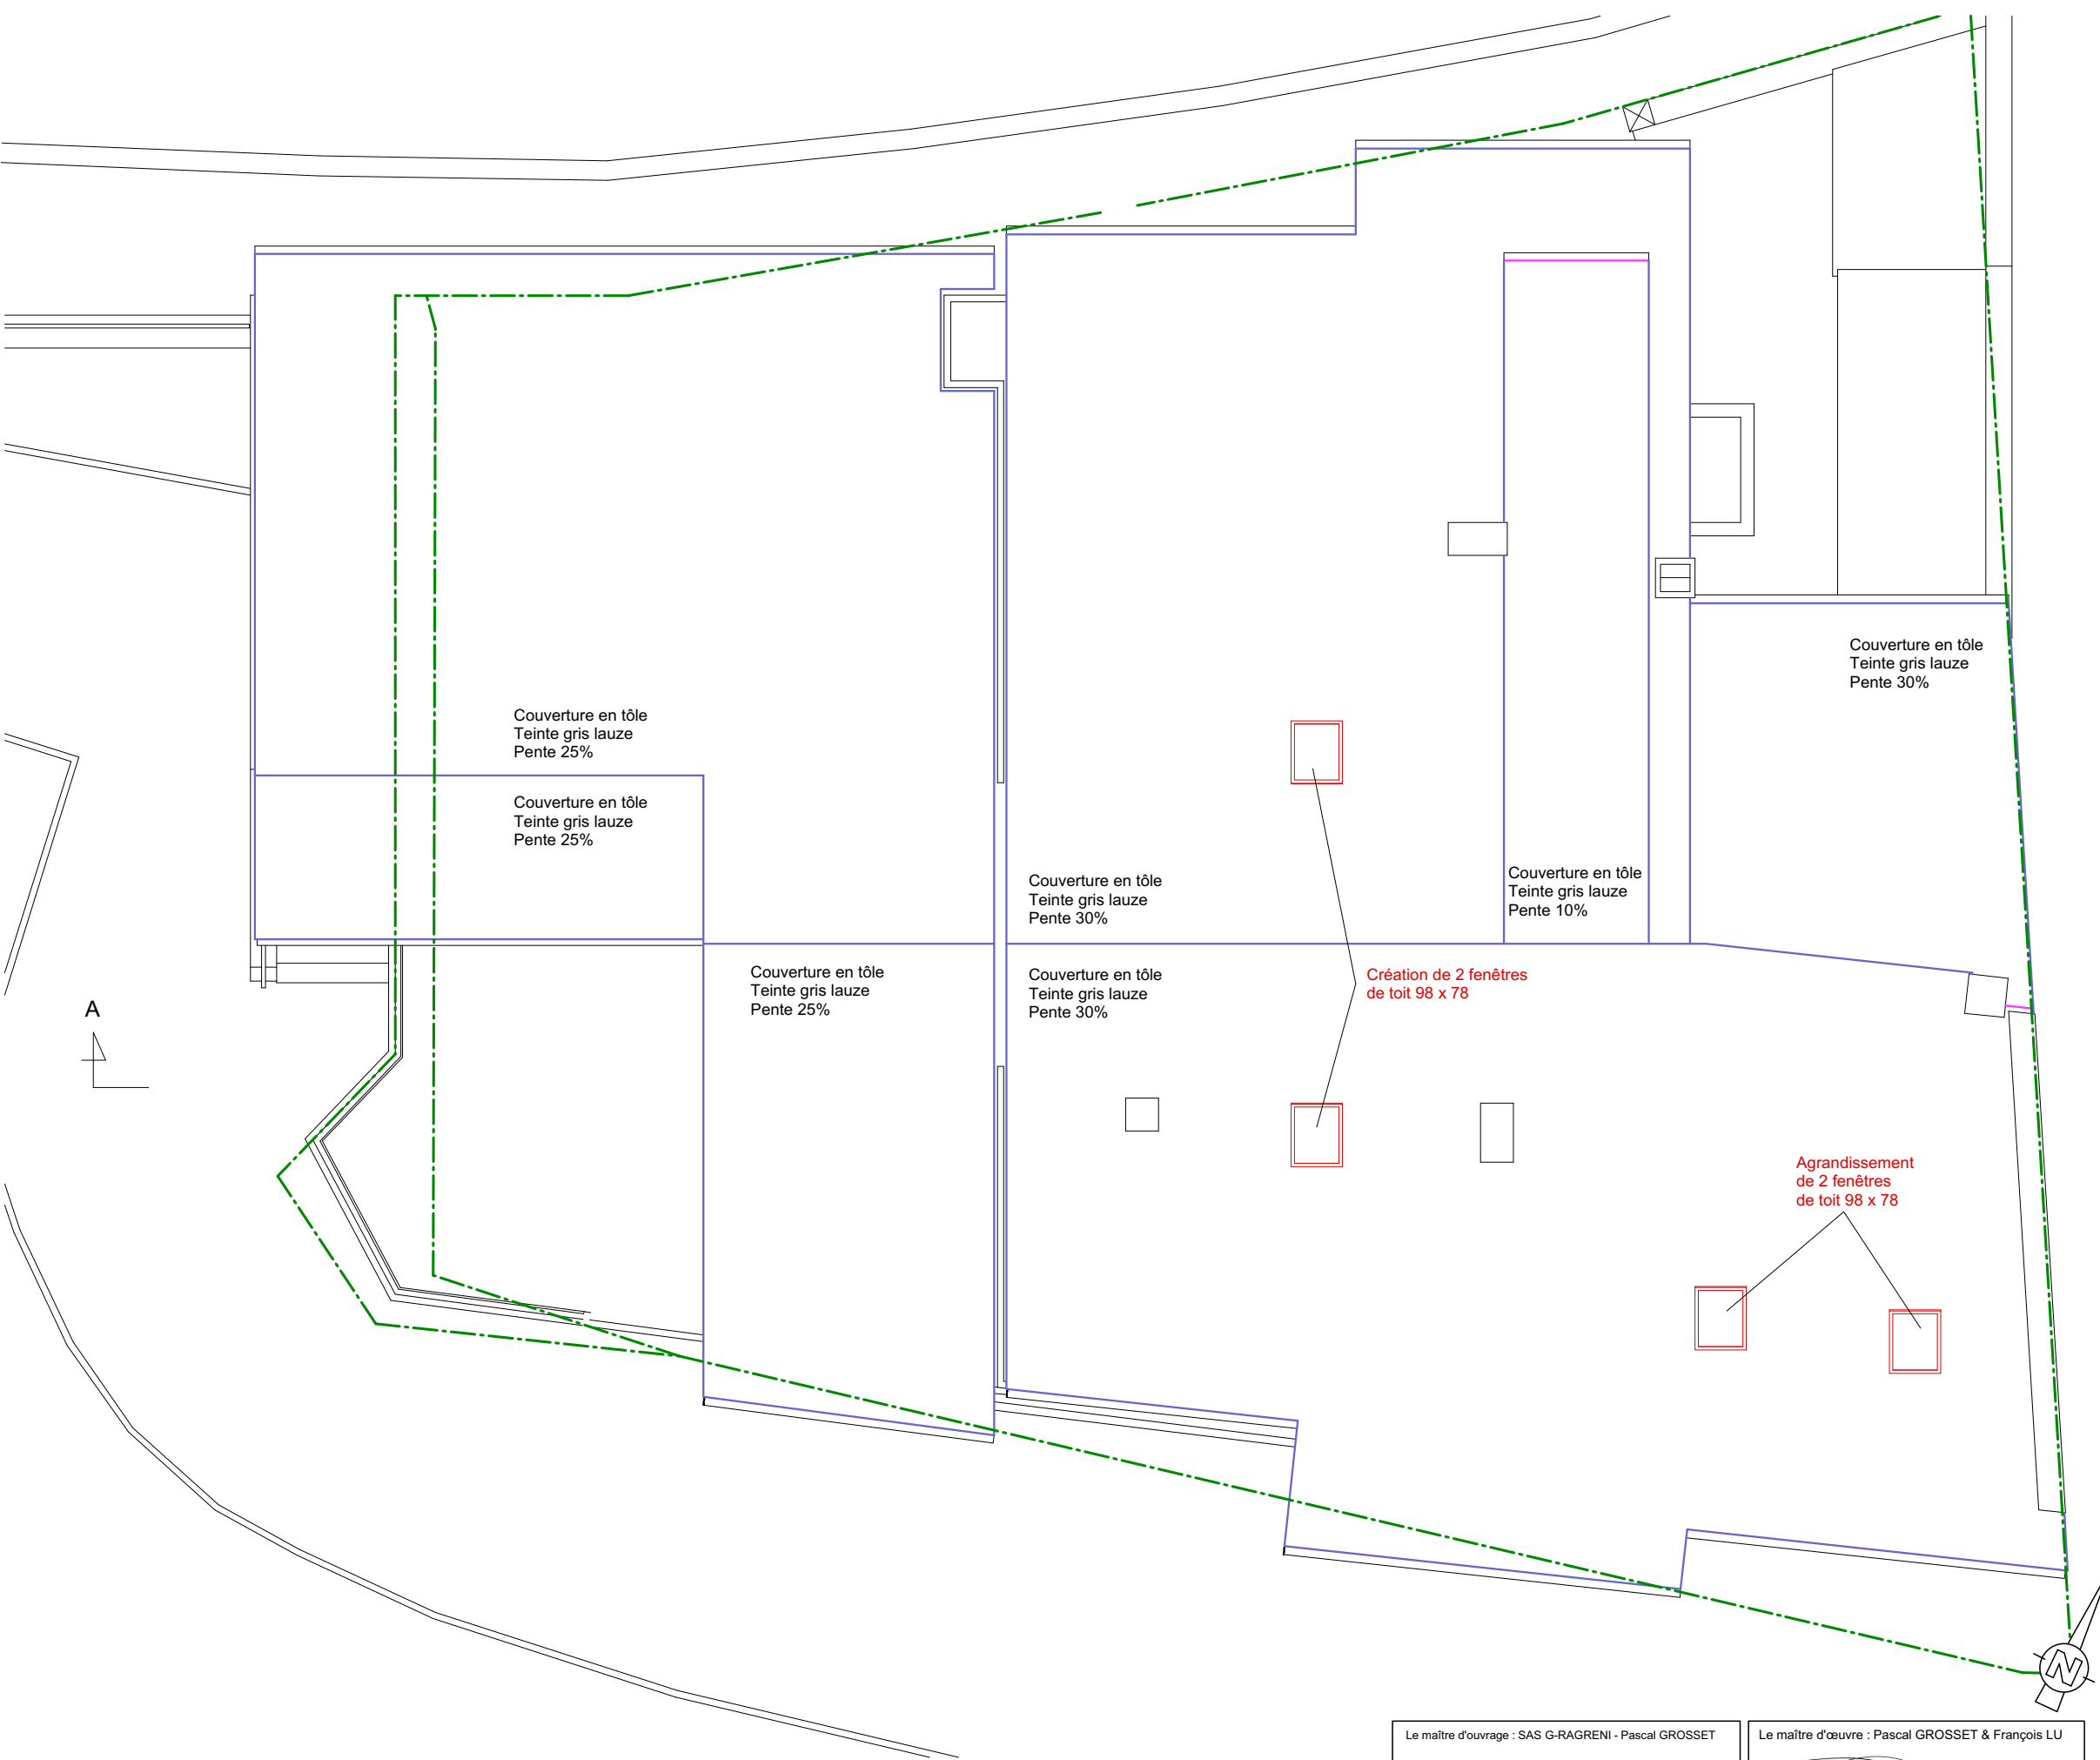 Couverture en tôle
Teinte gris lauze
Pente 30%
Couverture en tôle
Teinte gris lauze
Pente 25%
Couverture en tôle
Teinte gris lauze
Pente 25%
Couverture en tôle
Teinte gris lauze
Pente 30%
Couverture en tôle
Teinte gris lauze
Pente 10%
Couverture en tôle
Teinte gris lauze
Pente 25%
Couverture en tôle
Teinte gris lauze
Pente 30%
Création de 2 fenêtres
de toit 98 x 78
A
Agrandissement
de 2 fenêtres
de toit 98 x 78
N
Le maître d'ouvrage : SAS G-RAGRENI - Pascal GROSSET
Le maître d'œuvre : Pascal GROSSET & François LU